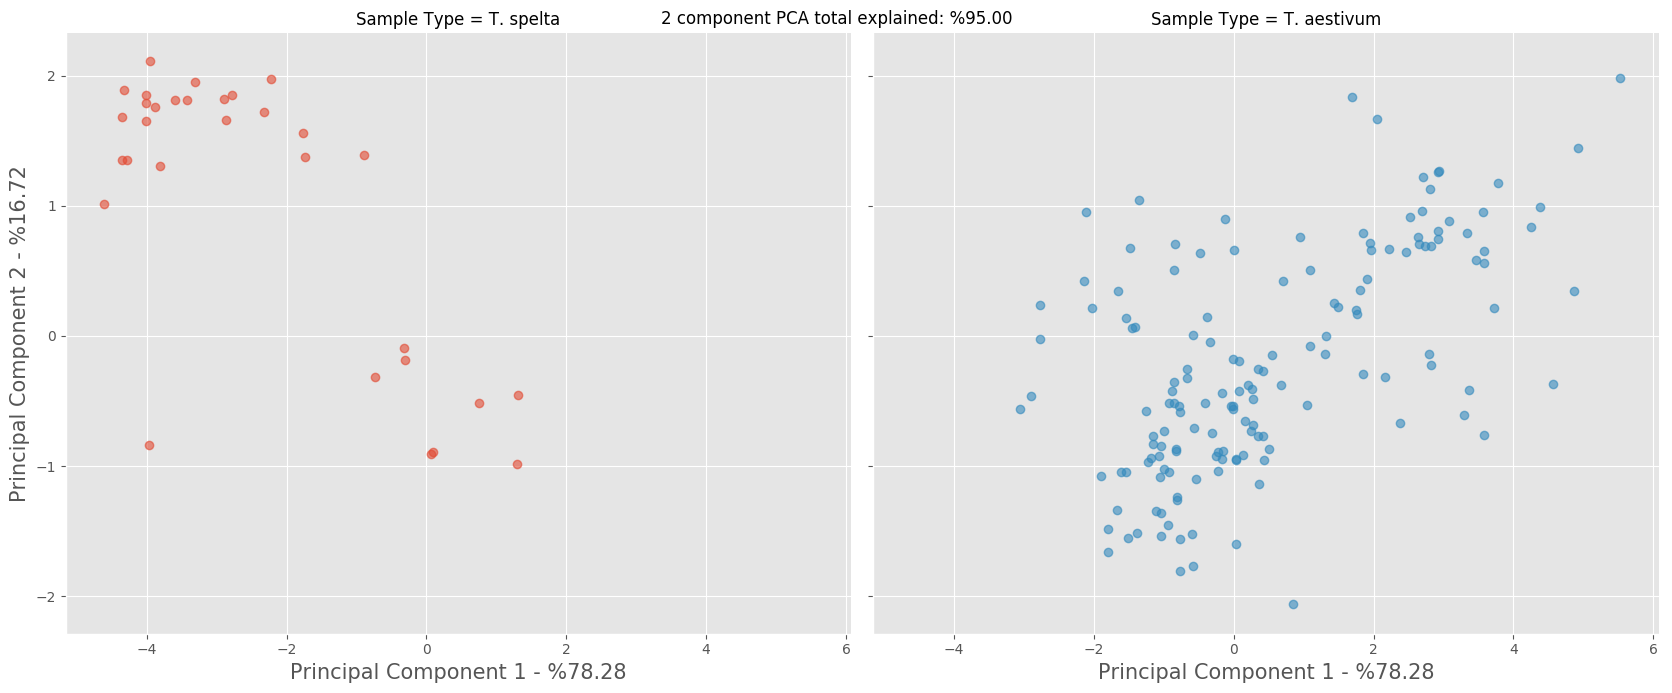 Sample Type = T. spelta
2 component PCA total explained: %95.00
Sample Type = T. aestivum
Principal Component 2 - %16.72
2
1
0
−1
−2
−4
−2
0
2
4
6
−4
−2
0
2
4
6
Principal Component 1 - %78.28
Principal Component 1 - %78.28